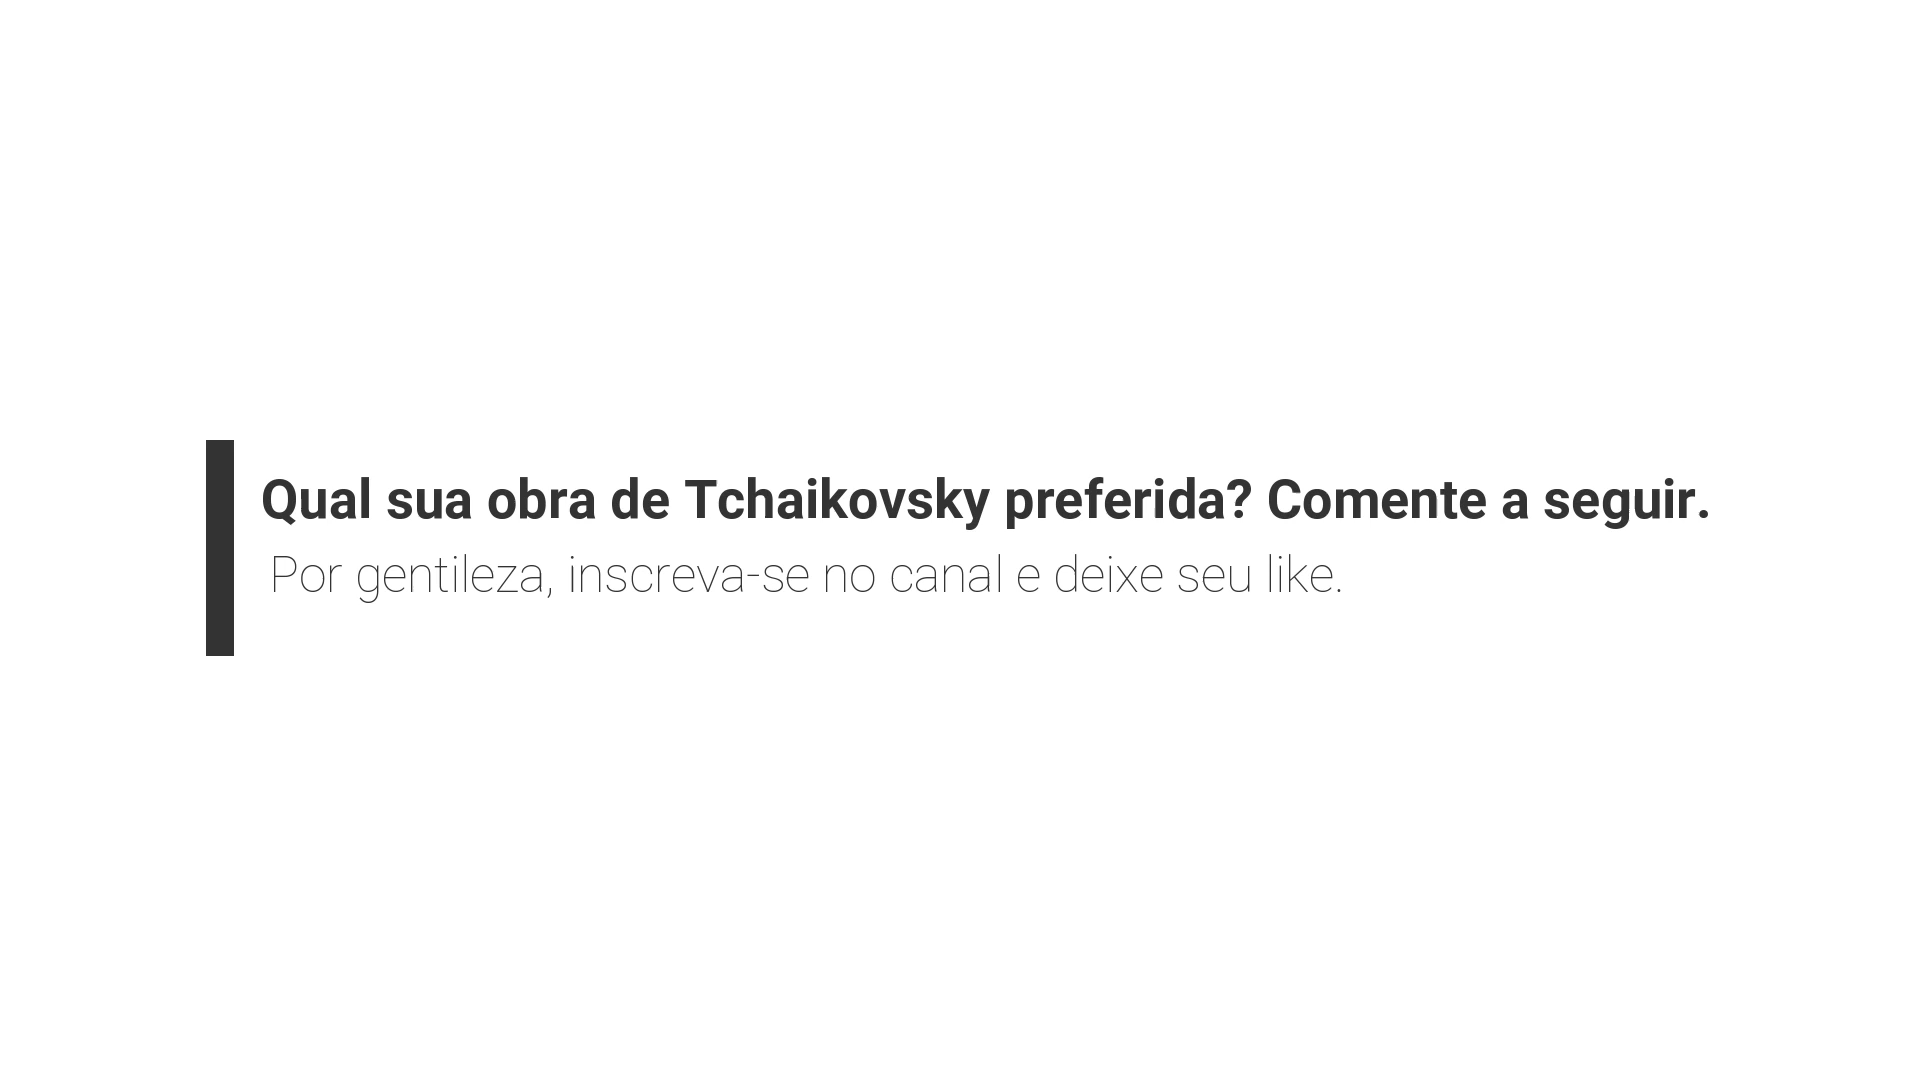 Qual sua obra de Tchaikovsky preferida? Comente a seguir.
Por gentileza, inscreva-se no canal e deixe seu like.